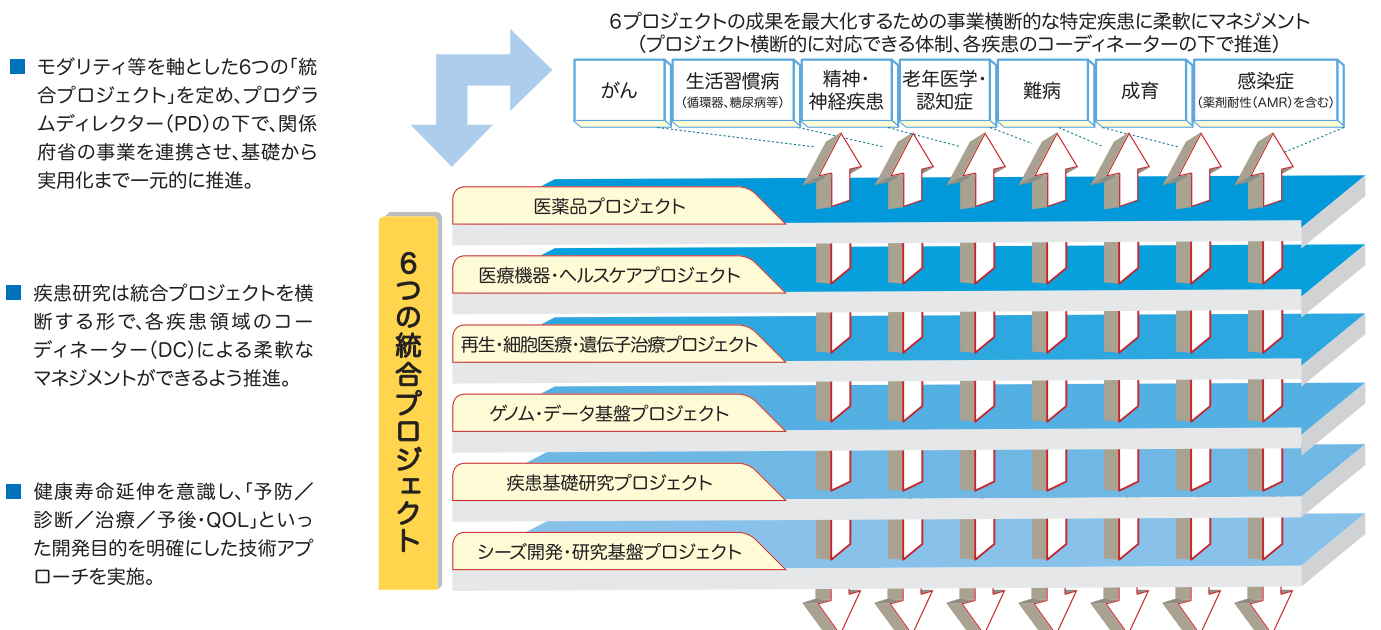 6プロジェクトの成果を最大化するための事業横断的な特定疾患に柔軟にマネジメント
（プロジェクト横断的に対応できる体制、各疾患のコーディネーターの下で推進）
がん
生活習慣病
（循環器、糖尿病等）
精神・
神経疾患
老年医学・
認知症
難病
成育
感染症
（薬剤耐性（AMR）を含む）
■ モダリティ等を軸とした6つの「統
合プロジェクト」を定め、プログラ
ムディレクター（PD）の下で、関係
府省の事業を連携させ、基礎から
実用化まで一元的に推進。
■ 疾患研究は統合プロジェクトを横
断する形で、各疾患領域のコー
ディネーター（DC）による柔軟な
マネジメントができるよう推進。
■ 健康寿命延伸を意識し、「予防／
診断／治療／予後・QOL」といっ
た開発目的を明確にした技術アプ
ローチを実施。
6つの統合プロジェクト
医薬品プロジェクト
医療機器・ヘルスケアプロジェクト
再生・細胞医療・遺伝子治療プロジェクト
ゲノム・データ基盤プロジェクト
疾患基礎研究プロジェクト
シーズ開発・研究基盤プロジェクト